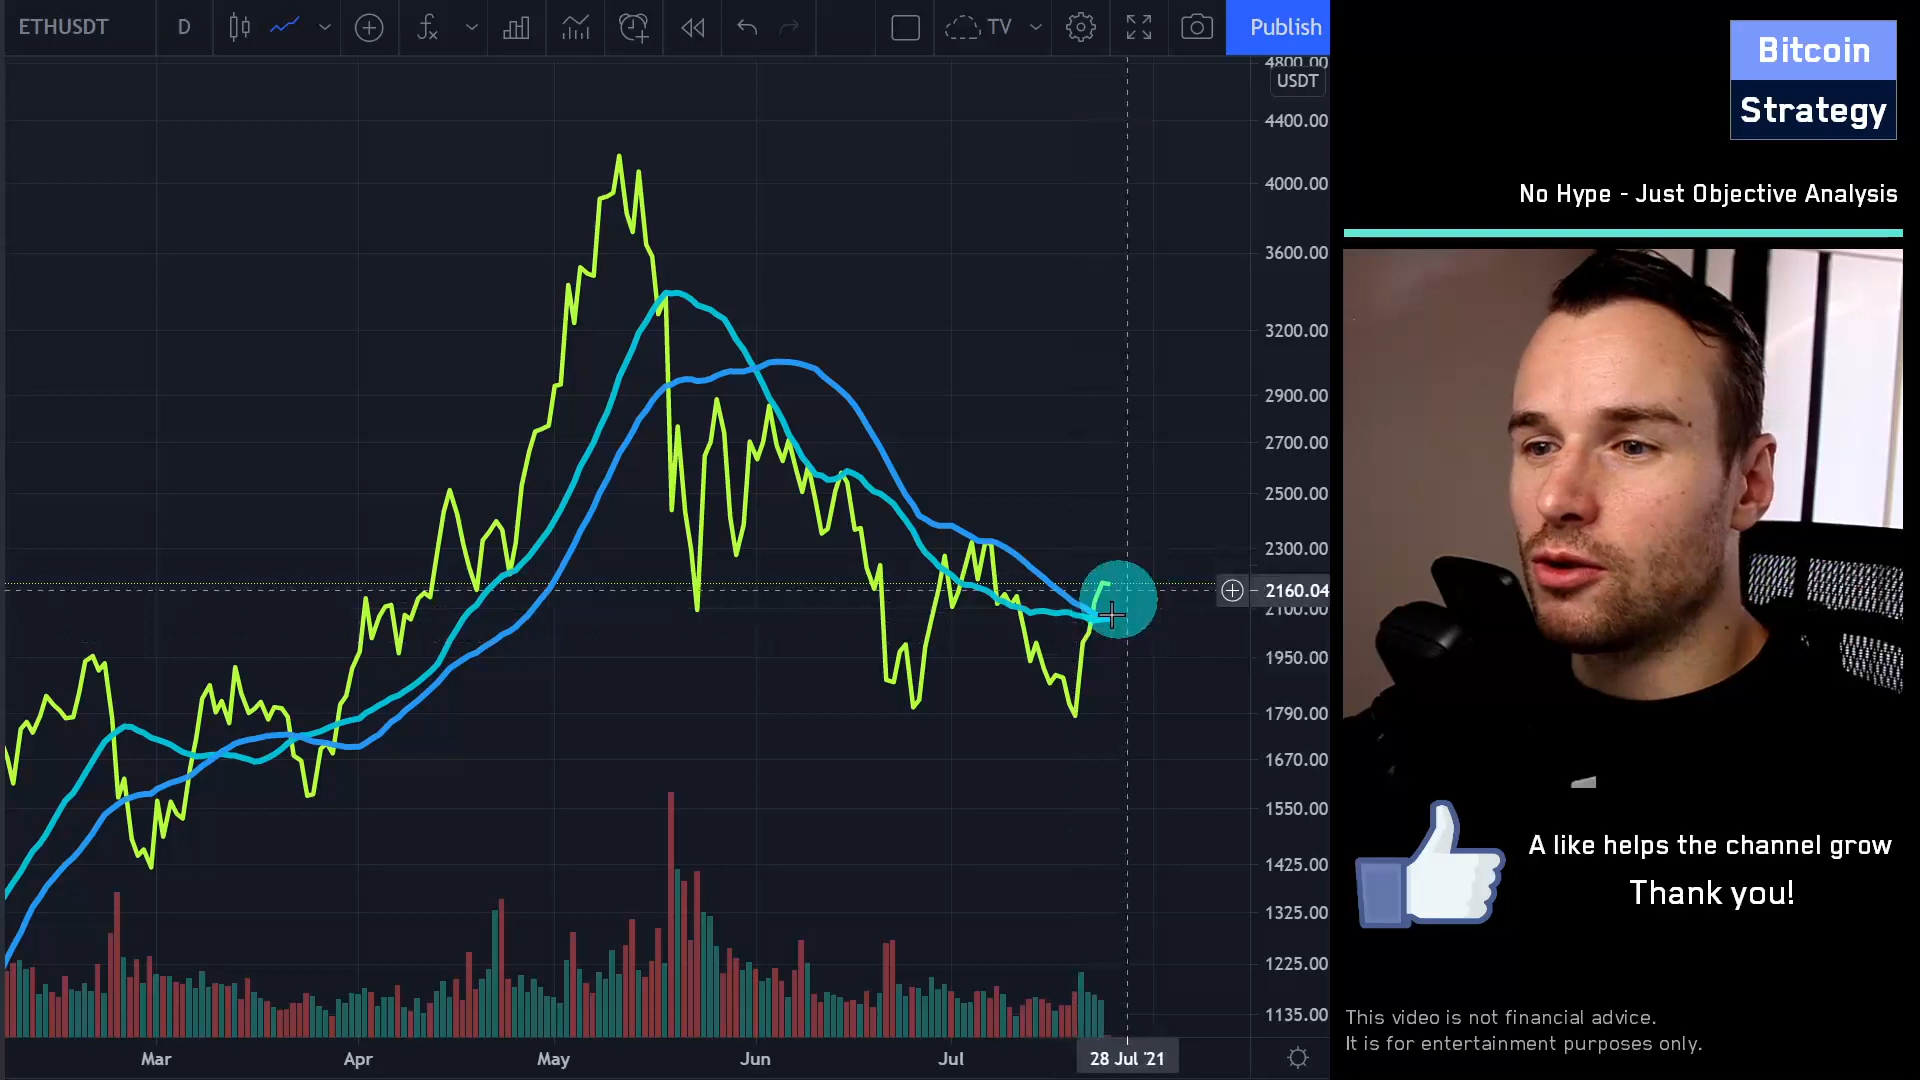 ETHUSDT
D
TV
Publish
4800.00
USDT
4400.00
4000.00
3600.00
3200.00
2900.00
2700.00
2500.00
2300.00
2160.04
2100.00
1950.00
1790.00
1670.00
1550.00
1425.00
1325.00
1225.00
1135.00
Mar
Apr
May
Jun
Jul
28 Jul '21
Bitcoin
Strategy
No Hype - Just Objective Analysis
A like helps the channel grow
Thank you!
This video is not financial advice.
It is for entertainment purposes only.